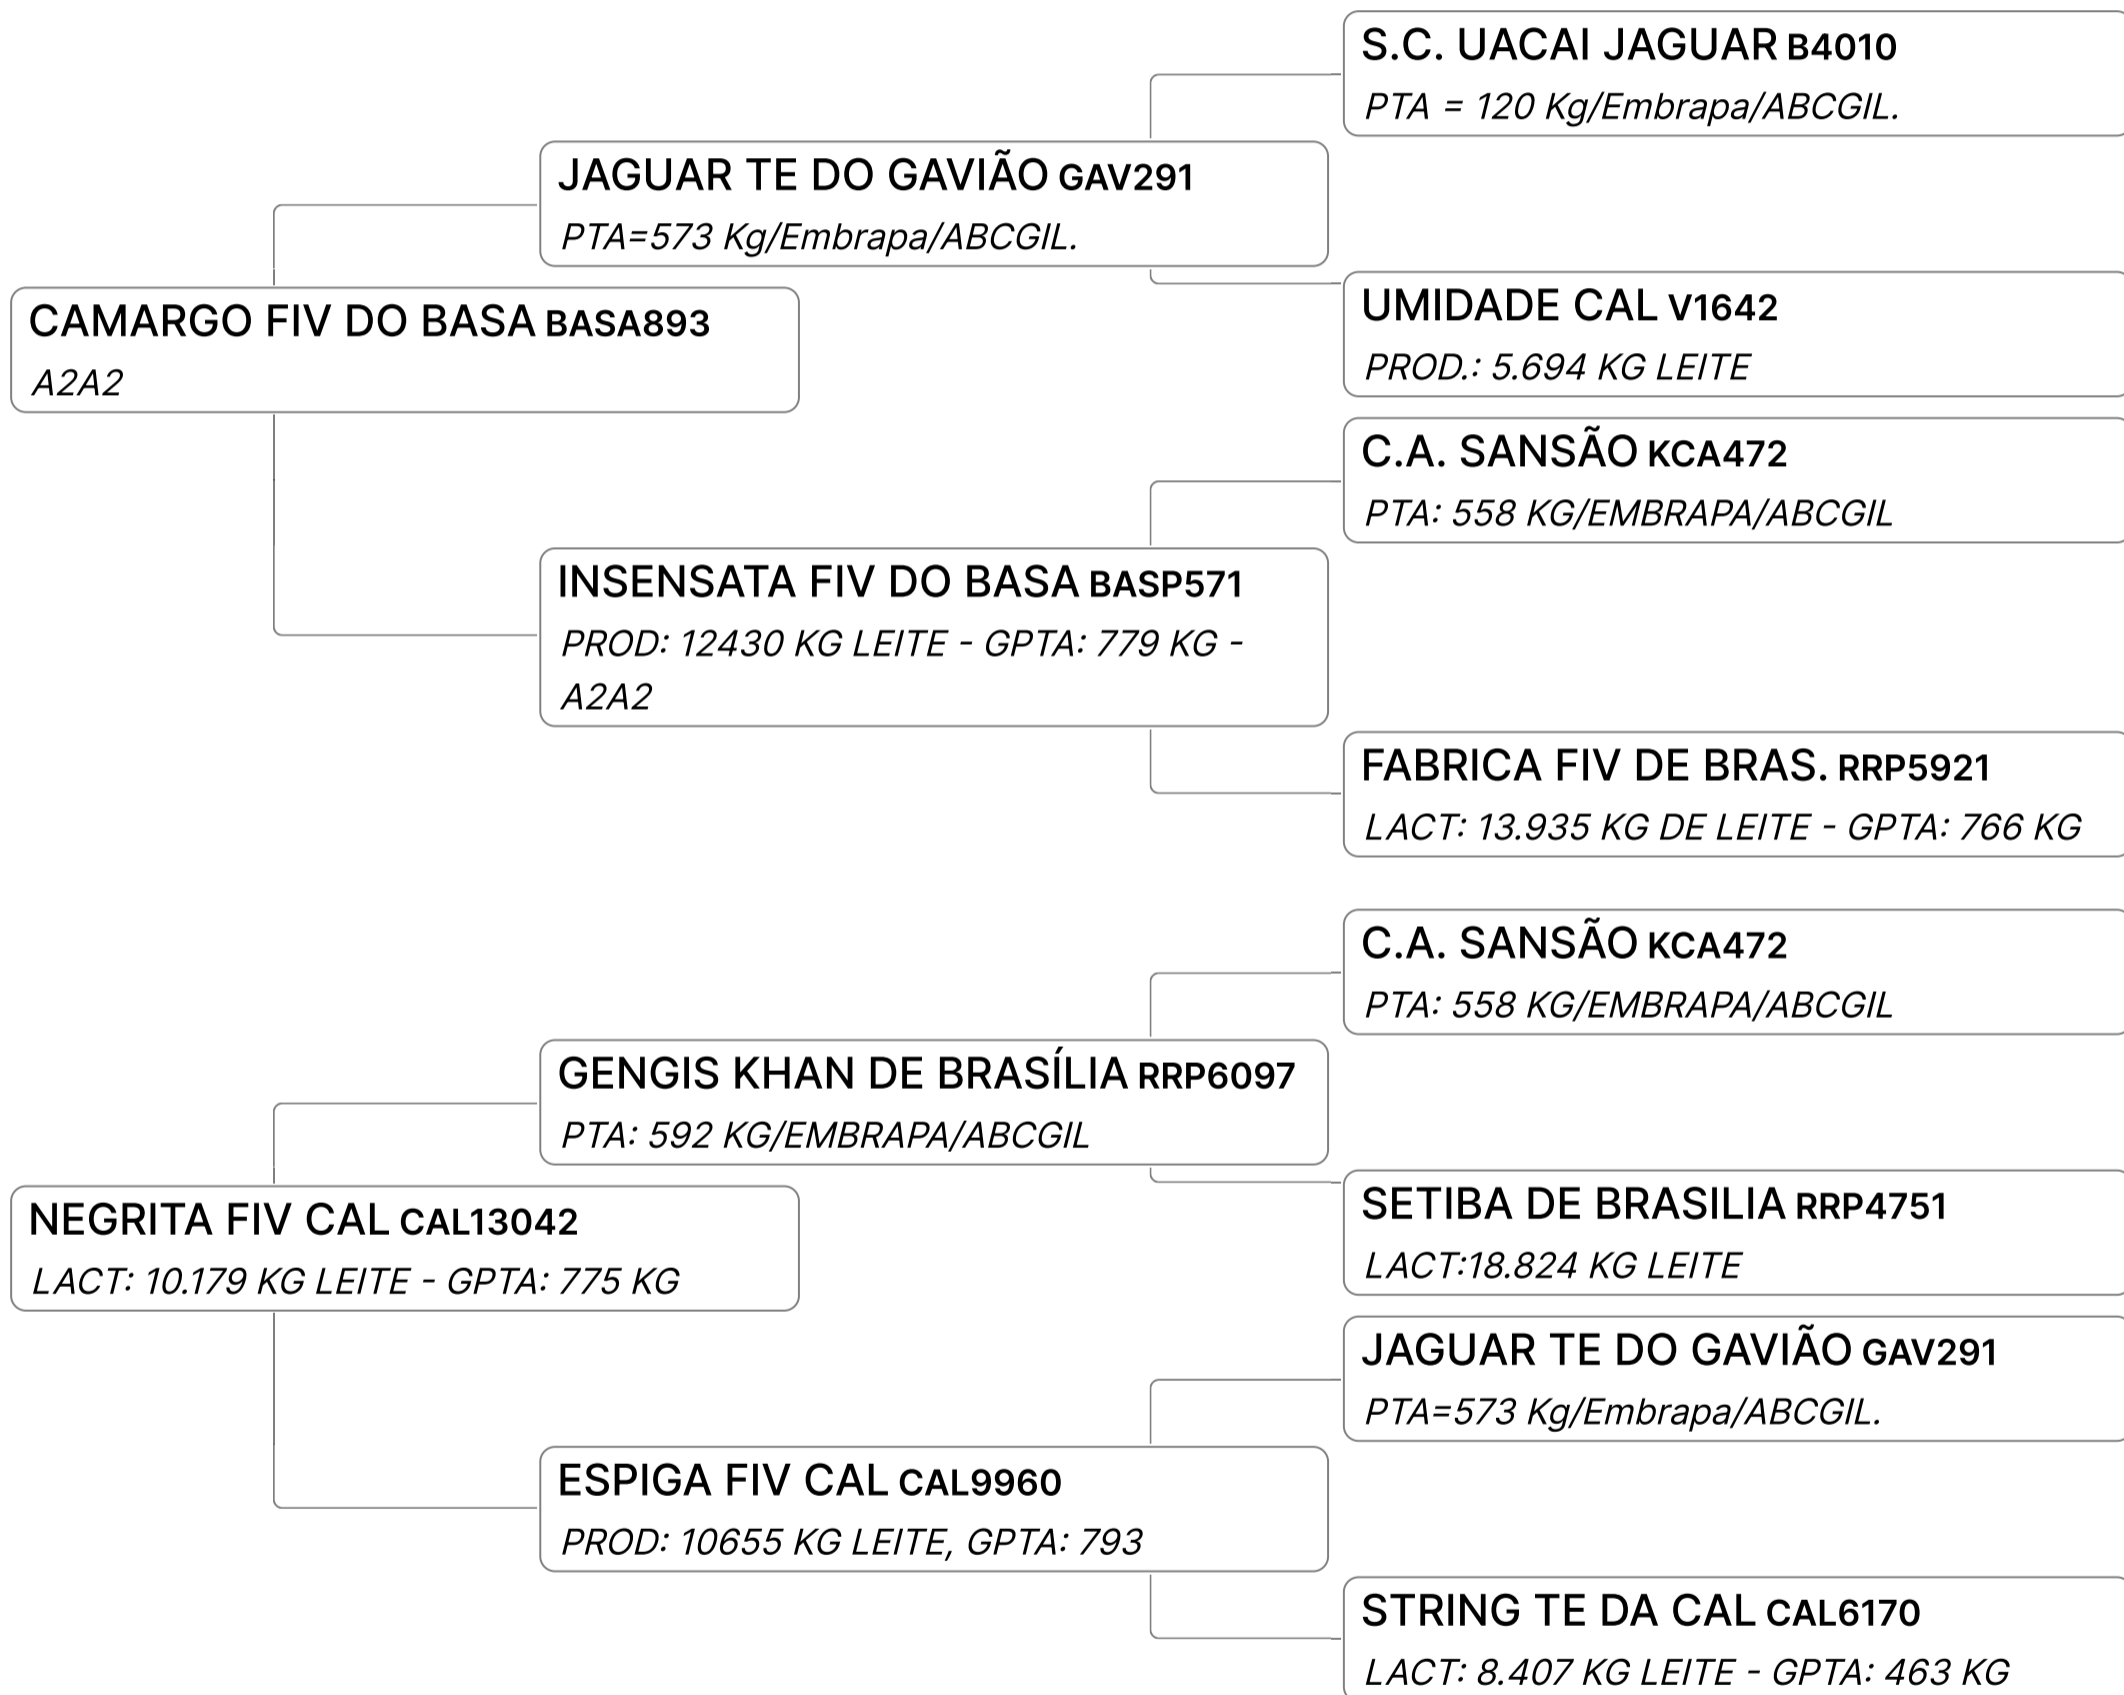 S.C. UACAI JAGUAR B4010
PTA = 120 Kg/Embrapa/ABCGIL.
JAGUAR TE DO GAVIÃO GAV291
PTA=573 Kg/Embrapa/ABCGIL.
UMIDADE CAL V1642
PROD.: 5.694 KG LEITE
CAMARGO FIV DO BASA BASA893
A2A2
C.A. SANSÃO KCA472
PTA: 558 KG/EMBRAPA/ABCGIL
INSENSATA FIV DO BASA BASP571
PROD: 12430 KG LEITE - GPTA: 779 KG -
A2A2
FABRICA FIV DE BRAS. RRP5921
LACT: 13.935 KG DE LEITE - GPTA: 766 KG
C.A. SANSÃO KCA472
PTA: 558 KG/EMBRAPA/ABCGIL
GENGIS KHAN DE BRASÍLIA RRP6097
PTA: 592 KG/EMBRAPA/ABCGIL
SETIBA DE BRASILIA RRP4751
LACT:18.824 KG LEITE
NEGRITA FIV CAL CAL13042
LACT: 10.179 KG LEITE - GPTA: 775 KG
JAGUAR TE DO GAVIÃO GAV291
PTA=573 Kg/Embrapa/ABCGIL.
ESPIGA FIV CAL CAL9960
PROD: 10655 KG LEITE, GPTA: 793
STRING TE DA CAL CAL6170
LACT: 8.407 KG LEITE - GPTA: 463 KG